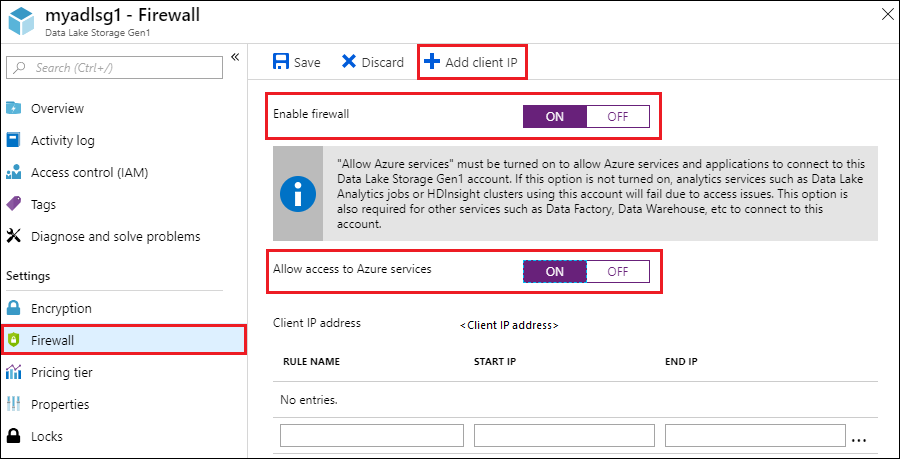 myadlsg1 - Firewall
Data Lake Storage Gen1
Search (Ctrl+/)
«
Overview
Activity log
Access control (IAM)
Tags
Diagnose and solve problems
Settings
Encryption
Firewall
Pricing tier
Properties
Locks
Save
Discard
Add client IP
Enable firewall
ON OFF
"Allow Azure services" must be turned on to allow Azure services and applications to connect to this
Data Lake Storage Gen1 account. If this option is not turned on, analytics services such as Data Lake
Analytics jobs or HDInsight clusters using this account will fail due to access issues. This option is
also required for other services such as Data Factory, Data Warehouse, etc to connect to this
account.
Allow access to Azure services
ON OFF
Client IP address <Client IP address>
RULE NAME START IP END IP
No entries.
...